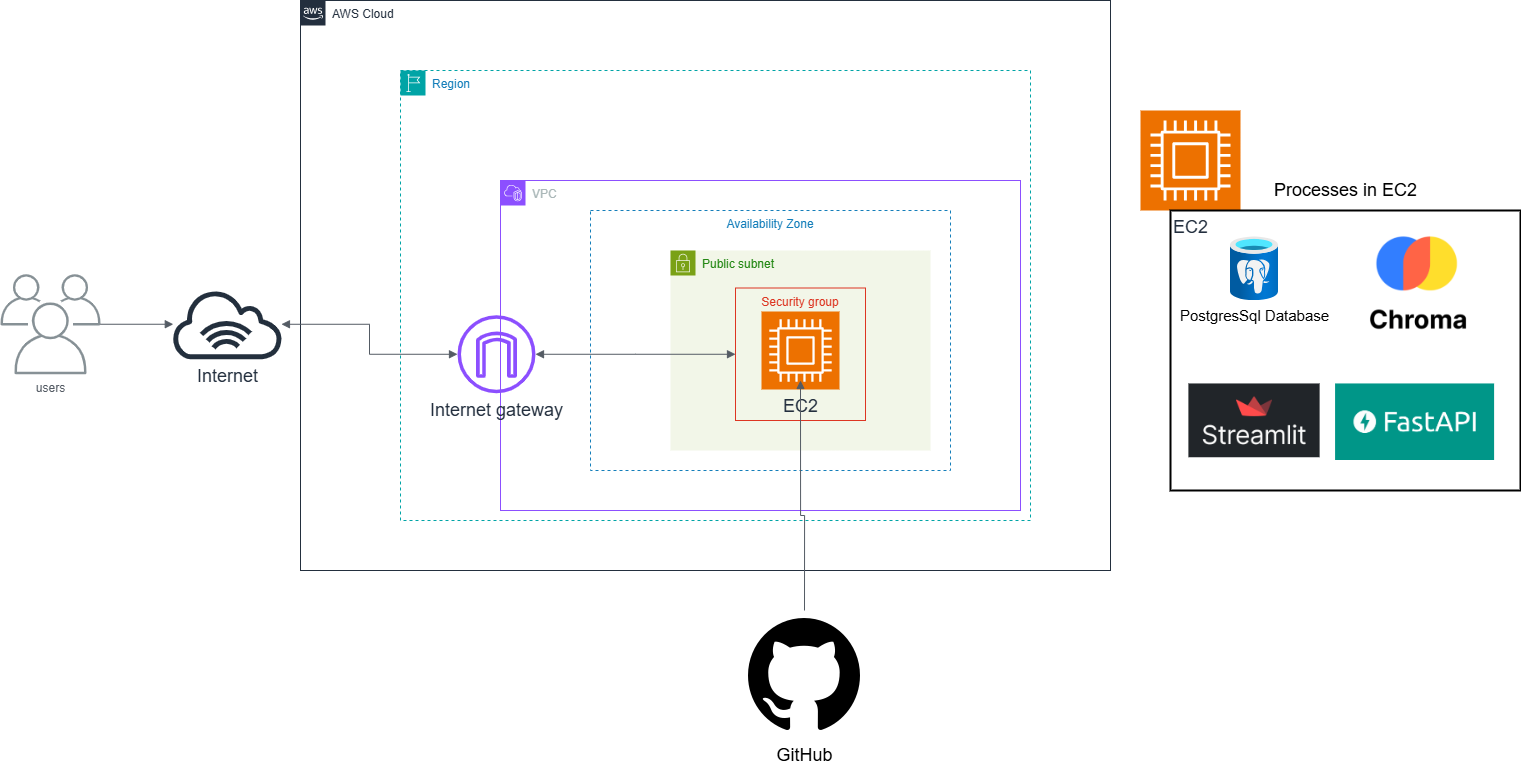 aws
AWS Cloud
Region
VPC
Availability Zone
Public subnet
Security group
EC2
Internet gateway
users
Internet
GitHub
Processes in EC2
EC2
PostgresSql Database
Chroma
Streamlit
FastAPI